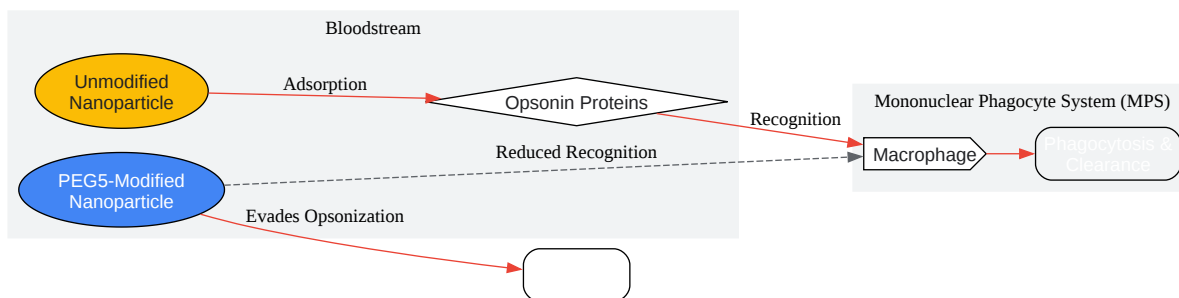 Bloodstream
Unmodified
Nanoparticle
Adsorption
Opsonin Proteins
Recognition
Mononuclear Phagocyte System (MPS)
Macrophage
Phagocytosis &
Clearance
Reduced Recognition
PEG5-Modified
Nanoparticle
Evades Opsonization